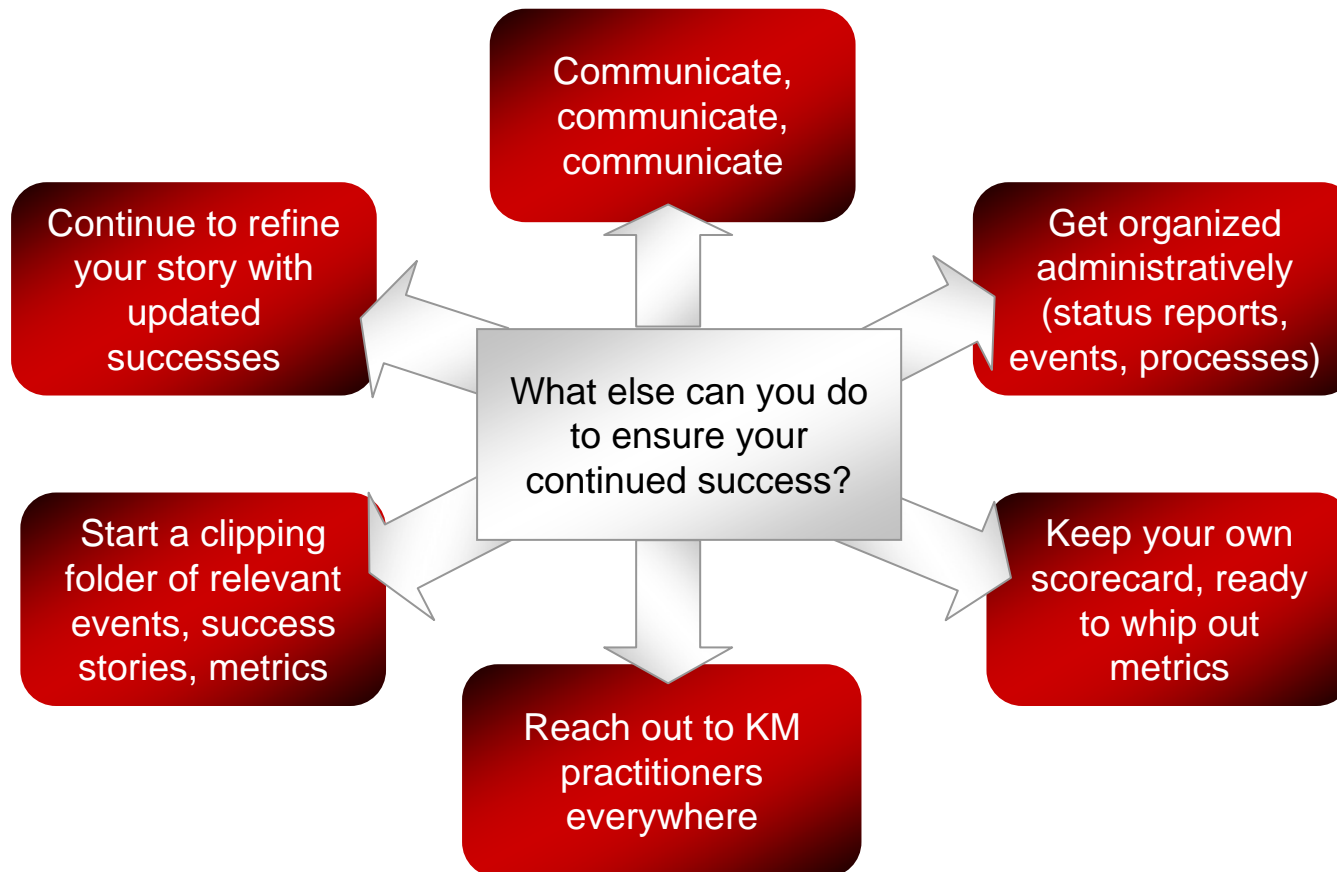 Communicate,
communicate,
communicate
Continue to refine
your story with
updated
successes
Get organized
administratively
(status reports,
events, processes)
What else can you do
to ensure your
continued success?
Start a clipping
folder of relevant
events, success
stories, metrics
Keep your own
scorecard, ready
to whip out
metrics
Reach out to KM
practitioners
everywhere